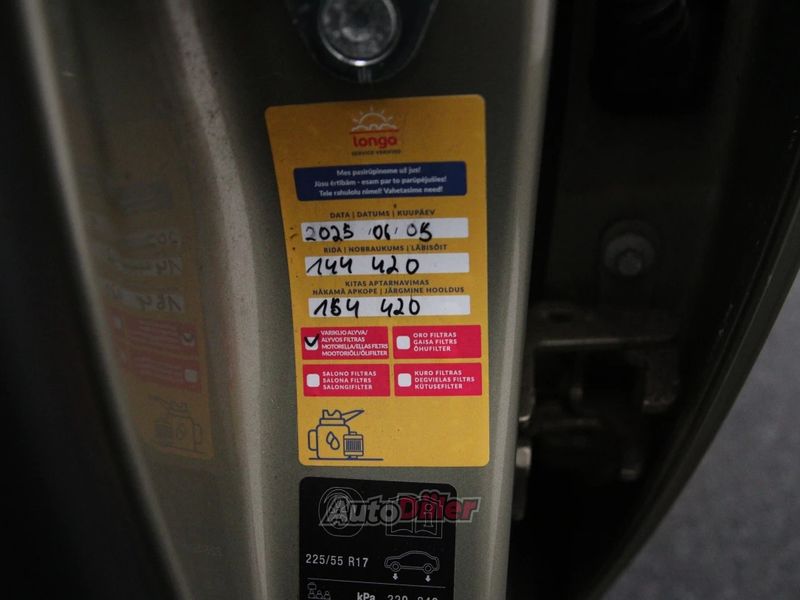 longo
SERVICE VERIFIED
Mes pasirūpinome už jus!
Jūsu ērtībām - esam par to parūpējušies!
Teie rahulolu nimel! Vahetasime need!
DATA | DATUMS | KUUPÄEV
2025 06 05
RIDA | NOBRAUKUMS | LÄBISÕIT
144 420
KITAS APTARNAVIMAS
NĀKAMĀ APKOPE | JÄRGMINE HOOLDUS
154 420
VARIKLIO ALYVA/
ALYVOS FILTRAS
MOTOREĻĻA/EĻĻAS FILTRS
MOOTORIÕLI/ÕLIFILTER
ORO FILTRAS
GAISA FILTRS
ÕHUFILTER
SALONO FILTRAS
SALONA FILTRS
SALONGIFILTER
KURO FILTRAS
DEGVIELAS FILTRS
KÜTUSEFILTER
AutoDiler
225/55 R17
kPa